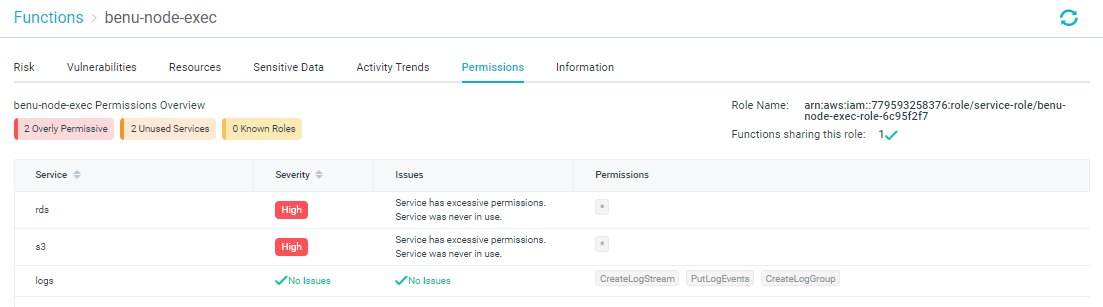 Functions > benu-node-exec
Risk Vulnerabilities Resources Sensitive Data Activity Trends Permissions Information
benu-node-exec Permissions Overview
2 Overly Permissive 2 Unused Services 0 Known Roles
Role Name: arn:aws:iam::779593258376:role/service-role/benu-
node-exec-role-6c95f2f7
Functions sharing this role: 1
Service Severity Issues Permissions
rds High Service has excessive permissions. *
Service was never in use.
s3 High Service has excessive permissions. *
Service was never in use.
logs No Issues No Issues CreateLogStream PutLogEvents CreateLogGroup